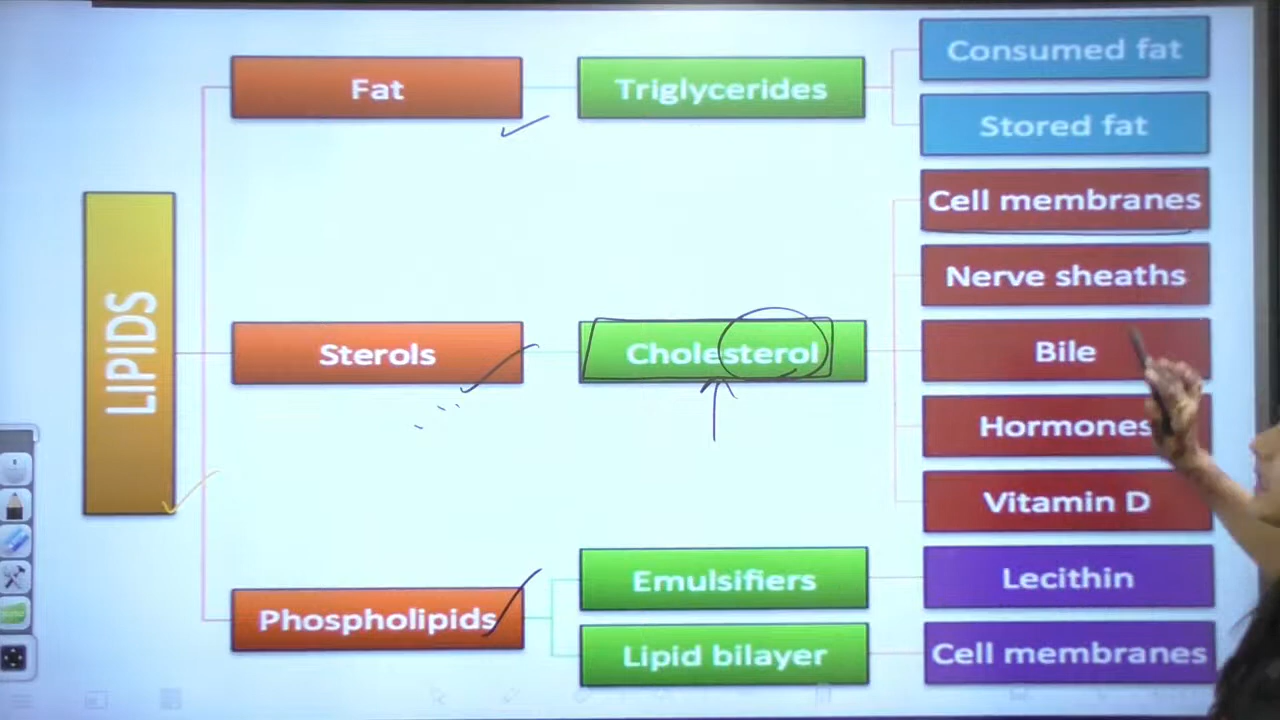 LIPIDS
Fat
Triglycerides
Consumed fat
Stored fat
Sterols
Cholesterol
Cell membranes
Nerve sheaths
Bile
Hormones
Vitamin D
Phospholipids
Emulsifiers
Lecithin
Lipid bilayer
Cell membranes